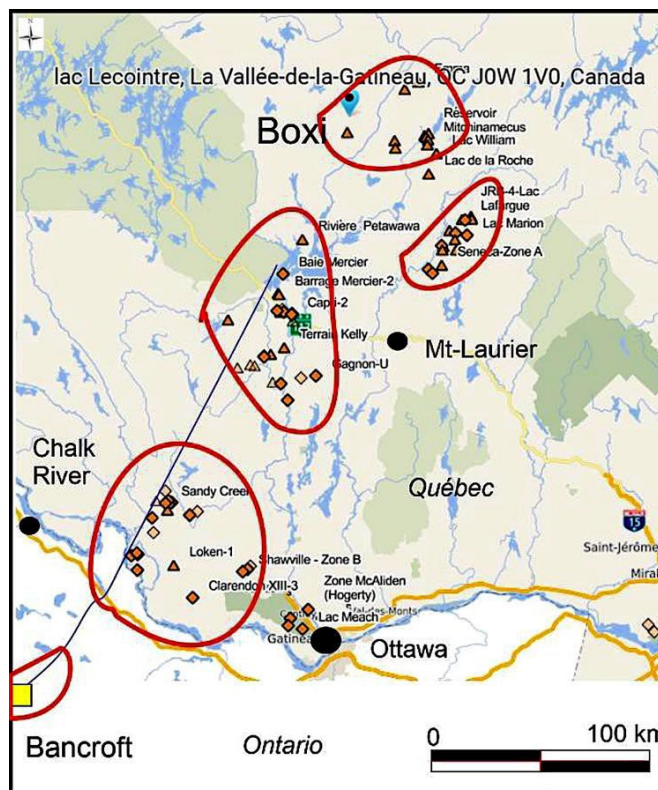 N
lac Lecointre, La Vallée-de-la-Gatineau, QC J0W 1V0, Canada
Boxi
Réservoir
Mitchinamecus
Lac William
Lac de la Roche
JRB-4-Lac
Lafargue
Lac Marion
Seneca-Zone A
Rivière Petawawa
Baie Mercier
Barrage Mercier-2
Capri-2
Terrain Kelly
Gagnon-U
Mt-Laurier
Chalk
River
Québec
Sandy Creek
15
Saint-Jérôme
Loken-1
Shawville - Zone B
Clarendon XIII-3
Zone McAliden
(Hogerty)
Lac Meach
Ottawa
Bancroft
Ontario
0 100 km